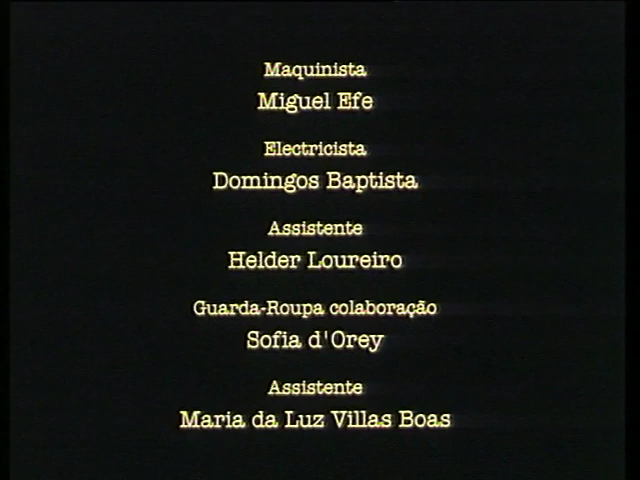 Maquinista
Miguel Efe
Electricista
Domingos Baptista
Assistente
Helder Loureiro
Guarda-Roupa colaboração
Sofia d'Orey
Assistente
Maria da Luz Villas Boas